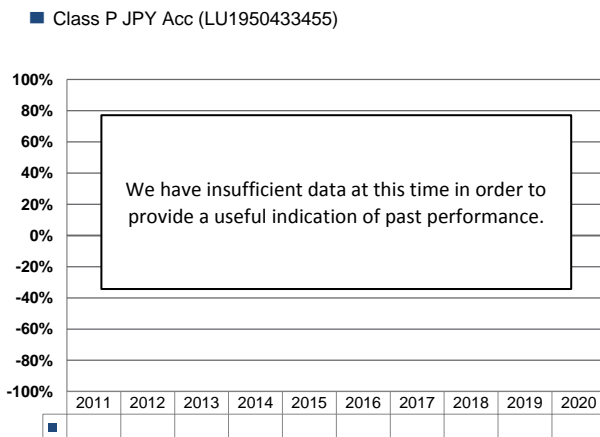 Class P JPY Acc (LU1950433455)
100%
80%
60%
40%
20%
0%
-20%
-40%
-60%
-80%
-100%
We have insufficient data at this time in order to
provide a useful indication of past performance.
2011 2012 2013 2014 2015 2016 2017 2018 2019 2020